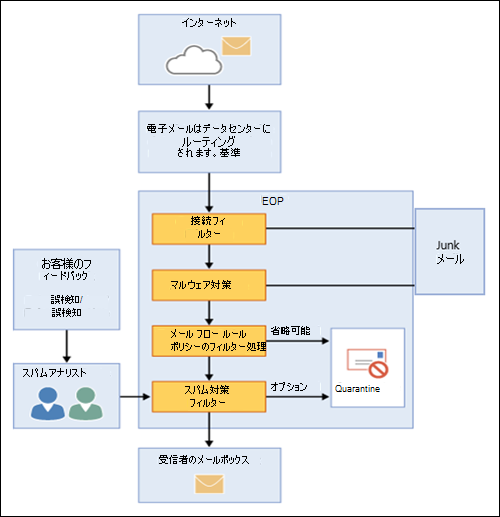 インターネット
電子メールはデータセンターに
ルーティング
されます。基準
EOP
接続フィ
ルター
Junk
メール
マルウェア対策
お客様のフ
ィードバック
誤検知/
誤検知
メール フロー ルール
ポリシーのフィルター処理
省略可能
Quarantine
スパムアナリスト
スパム対策
フィルター
オプション
受信者のメールボックス